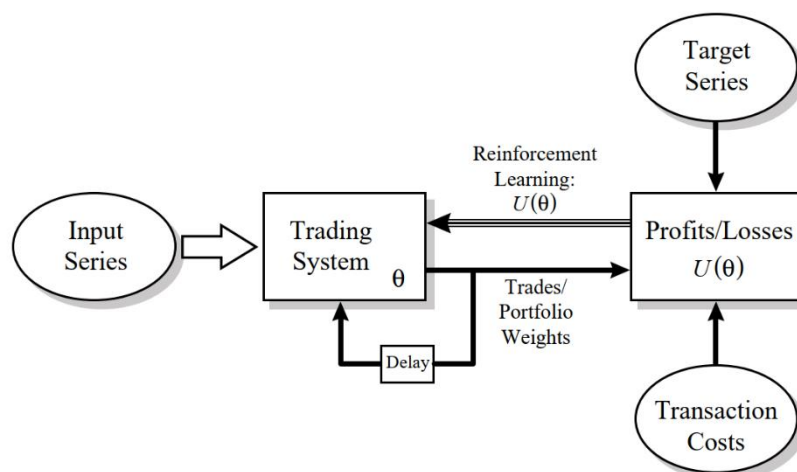 Target
Series
Reinforcement
Learning:
U(θ)
Input
Series
Trading
System
θ
Profits/Losses
U(θ)
Trades/
Portfolio
Weights
Delay
Transaction
Costs